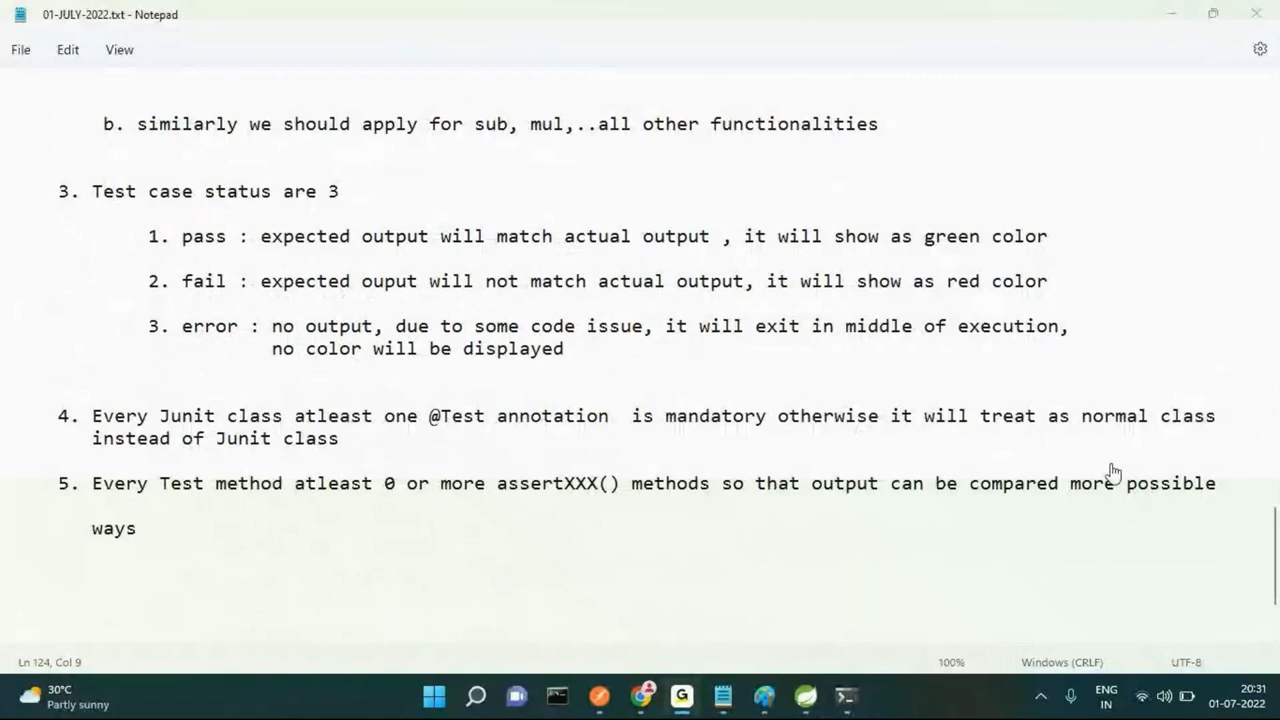 01-JULY-2022.txt - Notepad
File Edit View
b. similarly we should apply for sub, mul,..all other functionalities
3. Test case status are 3
1. pass : expected output will match actual output , it will show as green color
2. fail : expected ouput will not match actual output, it will show as red color
3. error : no output, due to some code issue, it will exit in middle of execution,
no color will be displayed
4. Every Junit class atleast one @Test annotation is mandatory otherwise it will treat as normal class
instead of Junit class
5. Every Test method atleast 0 or more assertXXX() methods so that output can be compared more possible
ways
Ln 124, Col 9 100% Windows (CRLF) UTF-8
30°C
Partly sunny
G
ENG
IN
20:31
01-07-2022